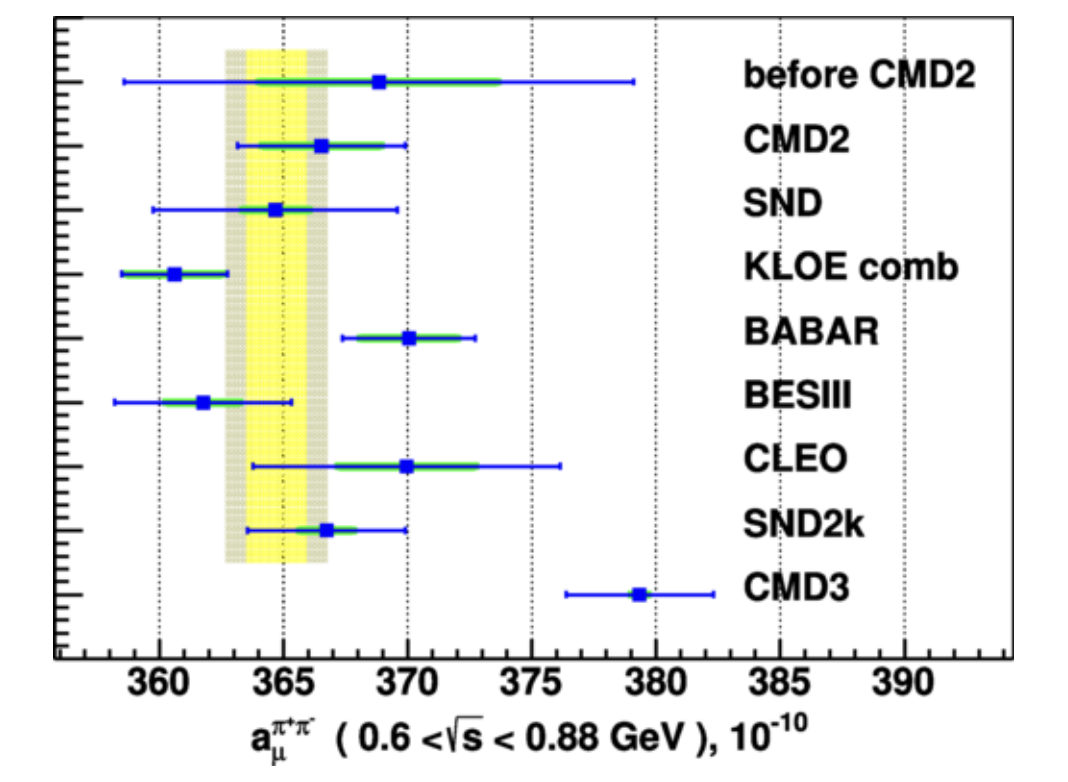 before CMD2
CMD2
SND
KLOE comb
BABAR
BESIII
CLEO
SND2k
CMD3
360 365 370 375 380 385 390
a_μ^{π⁺π⁻} ( 0.6 <√s < 0.88 GeV ), 10⁻¹⁰